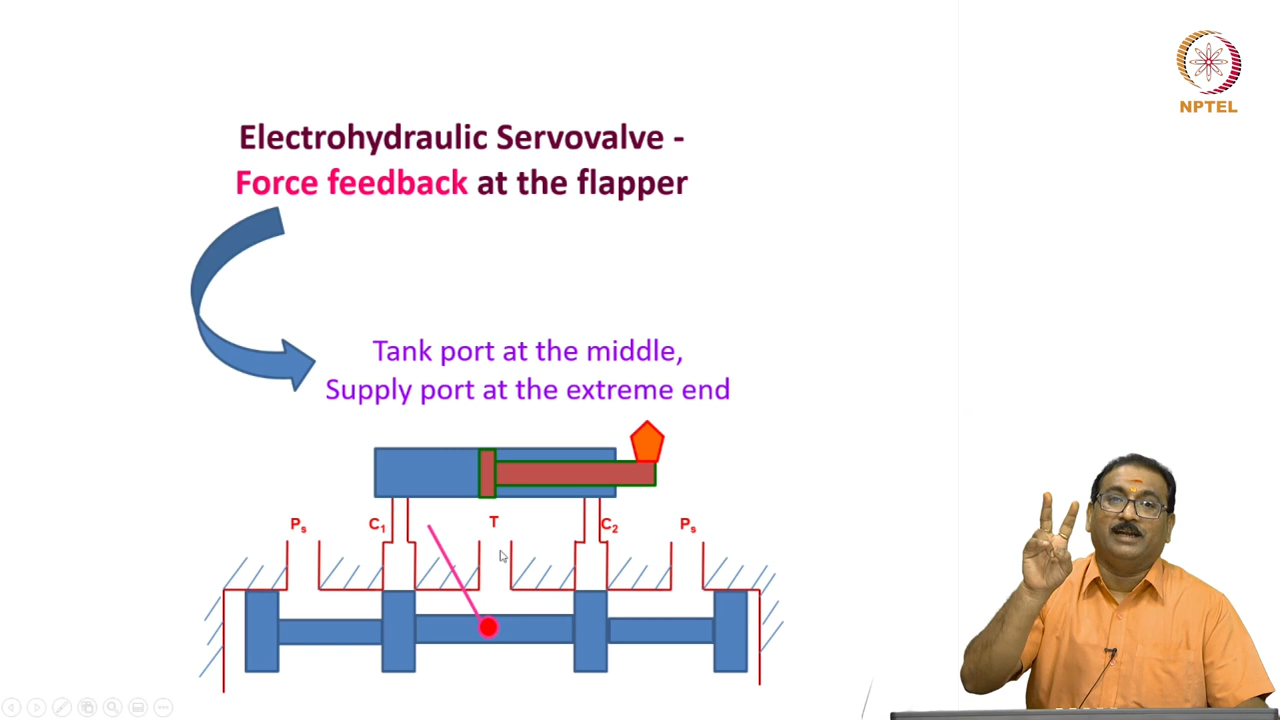 NPTEL
Electrohydraulic Servovalve -
Force feedback at the flapper
Tank port at the middle,
Supply port at the extreme end
Ps C1 T C2 Ps